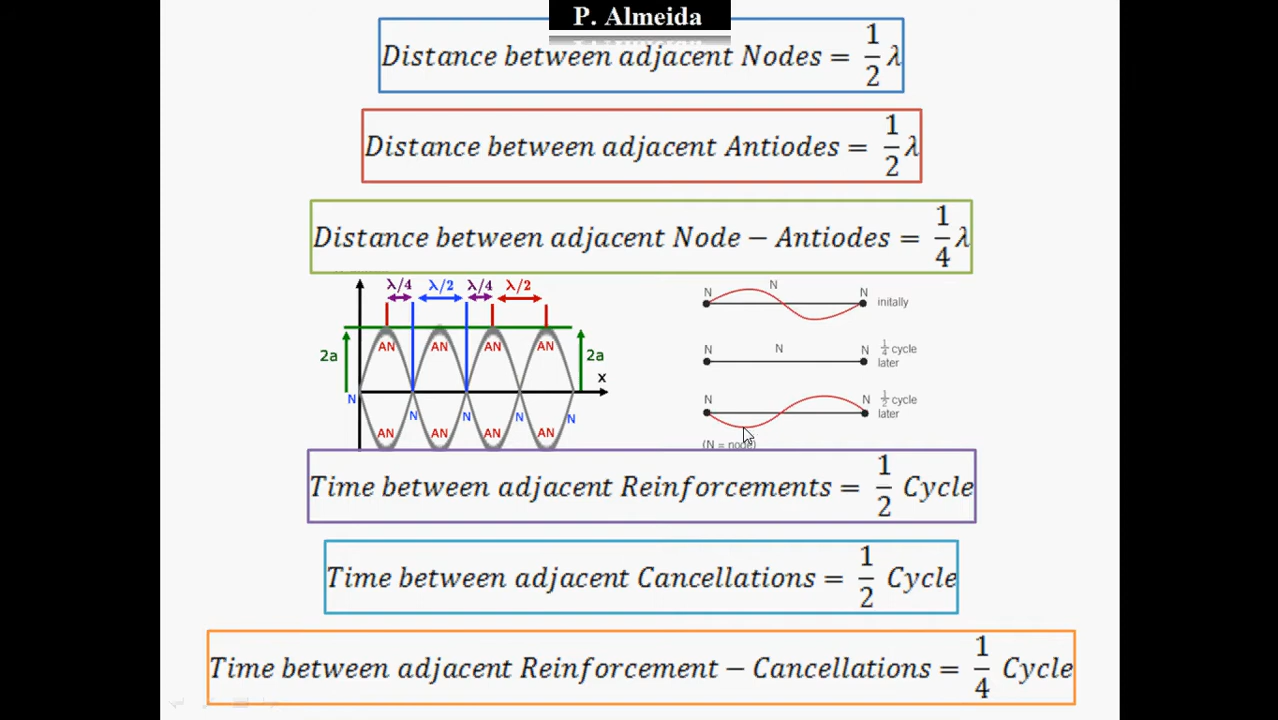 P. Almeida
Distance between adjacent Nodes = 1/2 λ
Distance between adjacent Antiodes = 1/2 λ
Distance between adjacent Node − Antiodes = 1/4 λ
λ/4 λ/2 λ/4 λ/2
2a AN AN AN AN 2a
x
N N N N N
AN AN AN AN
N N N initally
N N N 1/4 cycle
later
N N 1/2 cycle
later
(N = node)
Time between adjacent Reinforcements = 1/2 Cycle
Time between adjacent Cancellations = 1/2 Cycle
Time between adjacent Reinforcement − Cancellations = 1/4 Cycle